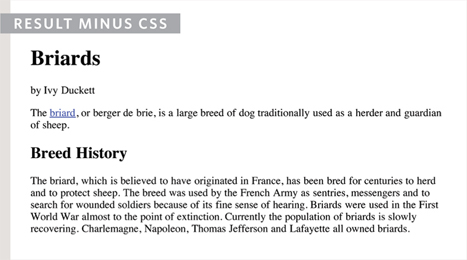 RESULT MINUS CSS
Briards
by Ivy Duckett
The briard, or berger de brie, is a large breed of dog traditionally used as a herder and guardian
of sheep.
Breed History
The briard, which is believed to have originated in France, has been bred for centuries to herd
and to protect sheep. The breed was used by the French Army as sentries, messengers and to
search for wounded soldiers because of its fine sense of hearing. Briards were used in the First
World War almost to the point of extinction. Currently the population of briards is slowly
recovering. Charlemagne, Napoleon, Thomas Jefferson and Lafayette all owned briards.